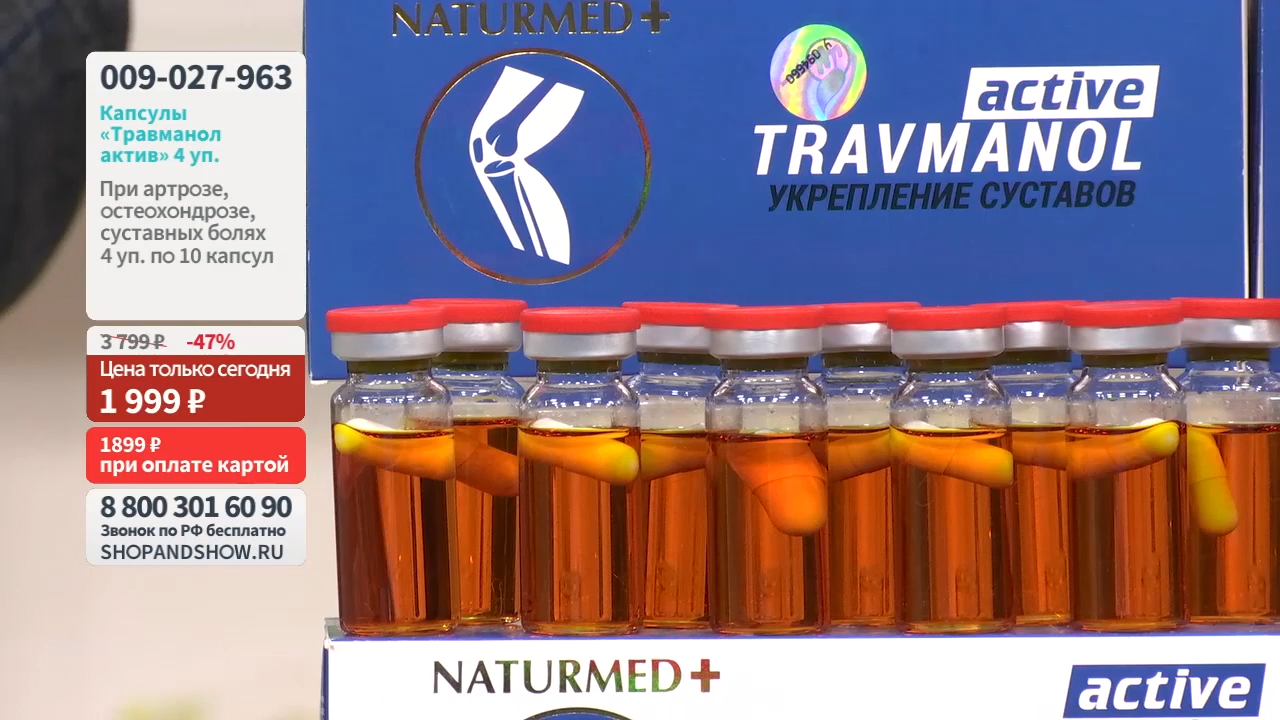 009-027-963
Капсулы
«Травманол
актив» 4 уп.
При артрозе,
остеохондрозе,
суставных болях
4 уп. по 10 капсул
3 799 ₽ -47%
Цена только сегодня
1 999 ₽
1899 ₽
при оплате картой
8 800 301 60 90
Звонок по РФ бесплатно
SHOPANDSHOW.RU
NATURMED+
active
TRAVMANOL
УКРЕПЛЕНИЕ СУСТАВОВ
NATURMED+
active